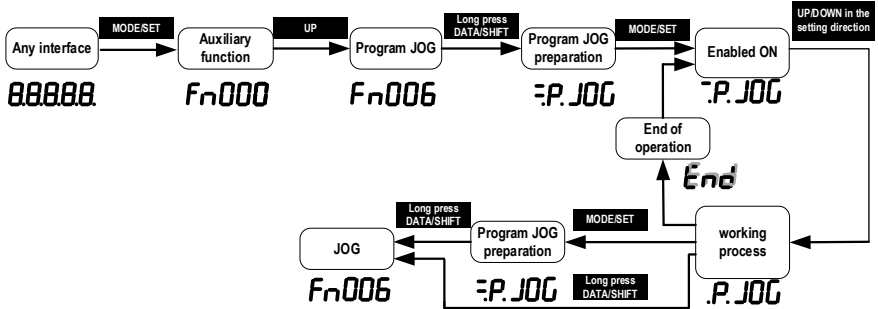 MODE/SET
UP
Long press
DATA/SHIFT
MODE/SET
UP/DOWN in the
setting direction
Any interface
Auxiliary
function
Program JOG
Program JOG
preparation
Enabled ON
8.8.8.8.8.
Fn000
Fn006
P.JOG
P.JOG
End of
operation
End
Long press
DATA/SHIFT
MODE/SET
JOG
Program JOG
preparation
working
process
Long press
DATA/SHIFT
Fn006
P.JOG
.P.JOG